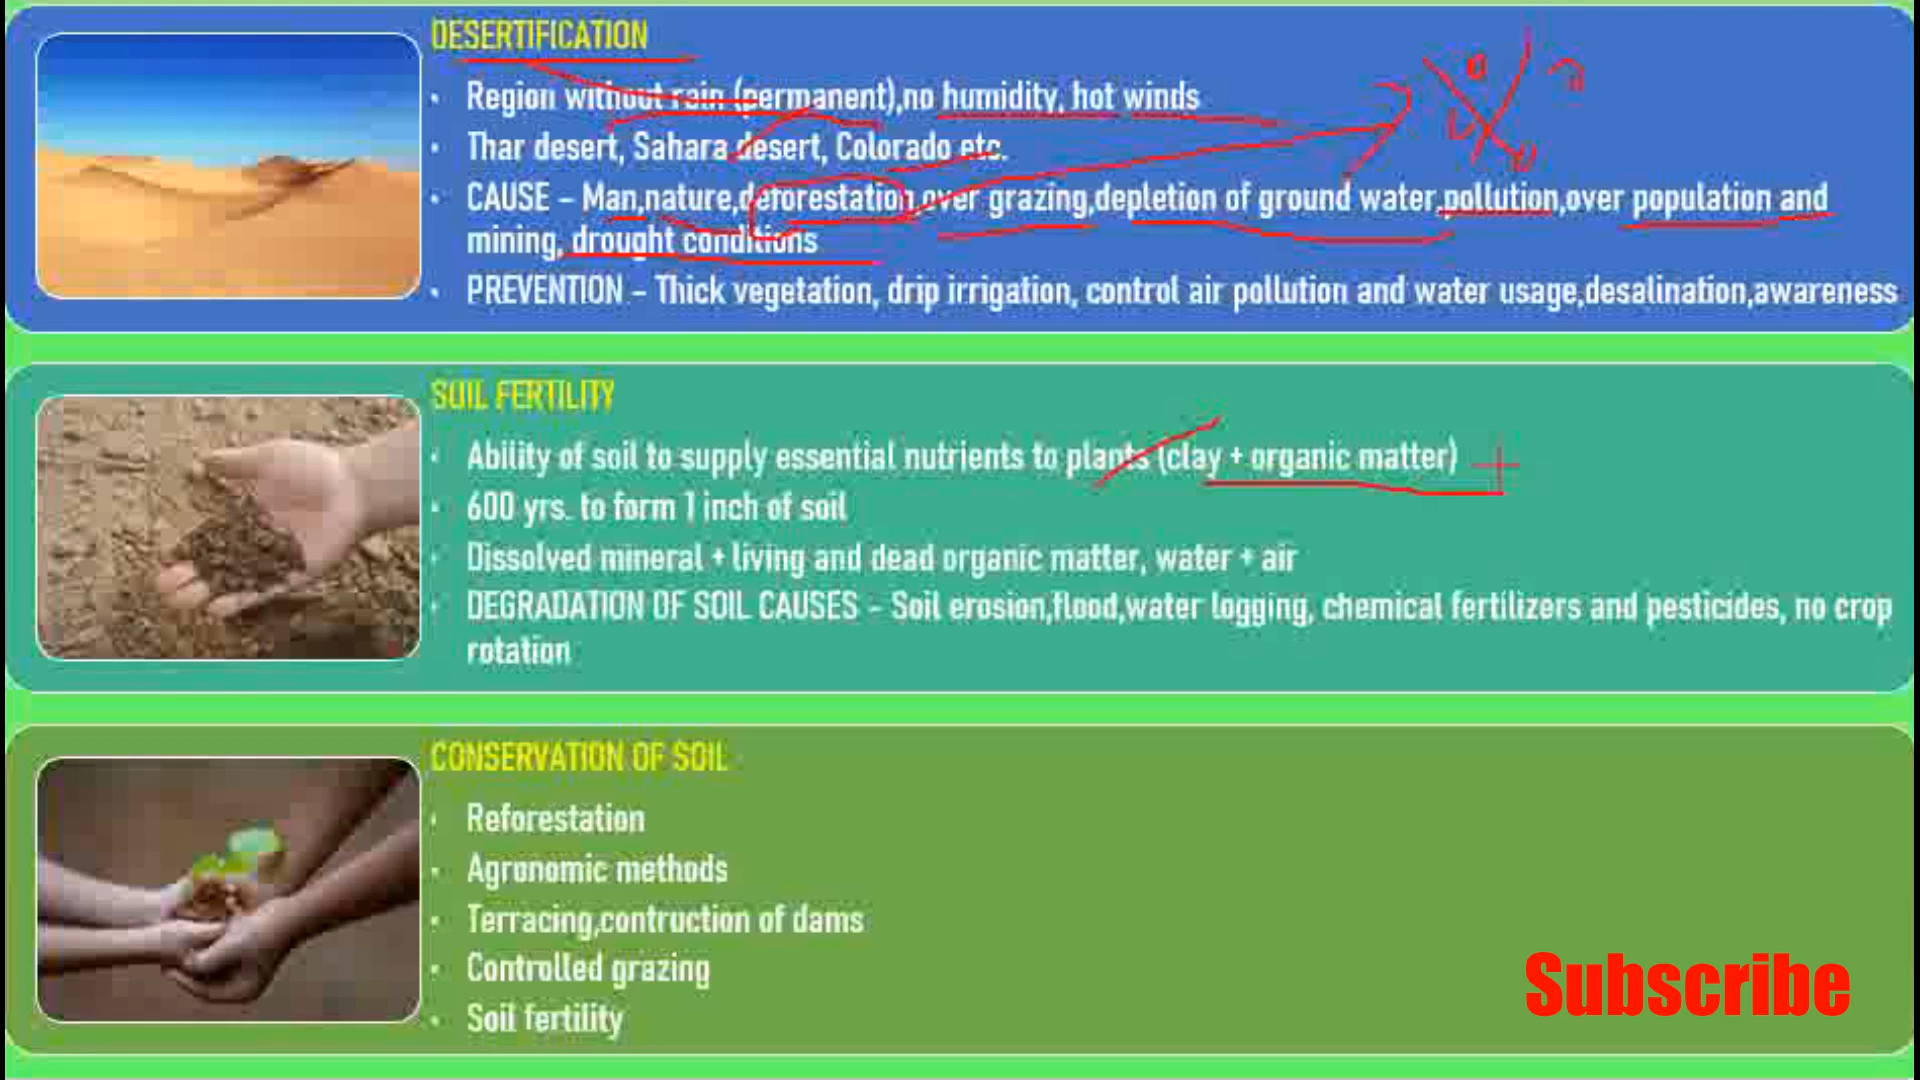 DESERTIFICATION
• Region without rain (permanent),no humidity, hot winds
• Thar desert, Sahara desert, Colorado etc.
• CAUSE – Man,nature,deforestation,over grazing,depletion of ground water,pollution,over population and
mining, drought conditions
• PREVENTION – Thick vegetation, drip irrigation, control air pollution and water usage,desalination,awareness
SOIL FERTILITY
• Ability of soil to supply essential nutrients to plants (clay + organic matter)
• 600 yrs. to form 1 inch of soil
• Dissolved mineral + living and dead organic matter, water + air
• DEGRADATION OF SOIL CAUSES – Soil erosion,flood,water logging, chemical fertilizers and pesticides, no crop
rotation
CONSERVATION OF SOIL
• Reforestation
• Agronomic methods
• Terracing,contruction of dams
• Controlled grazing
• Soil fertility
Subscribe